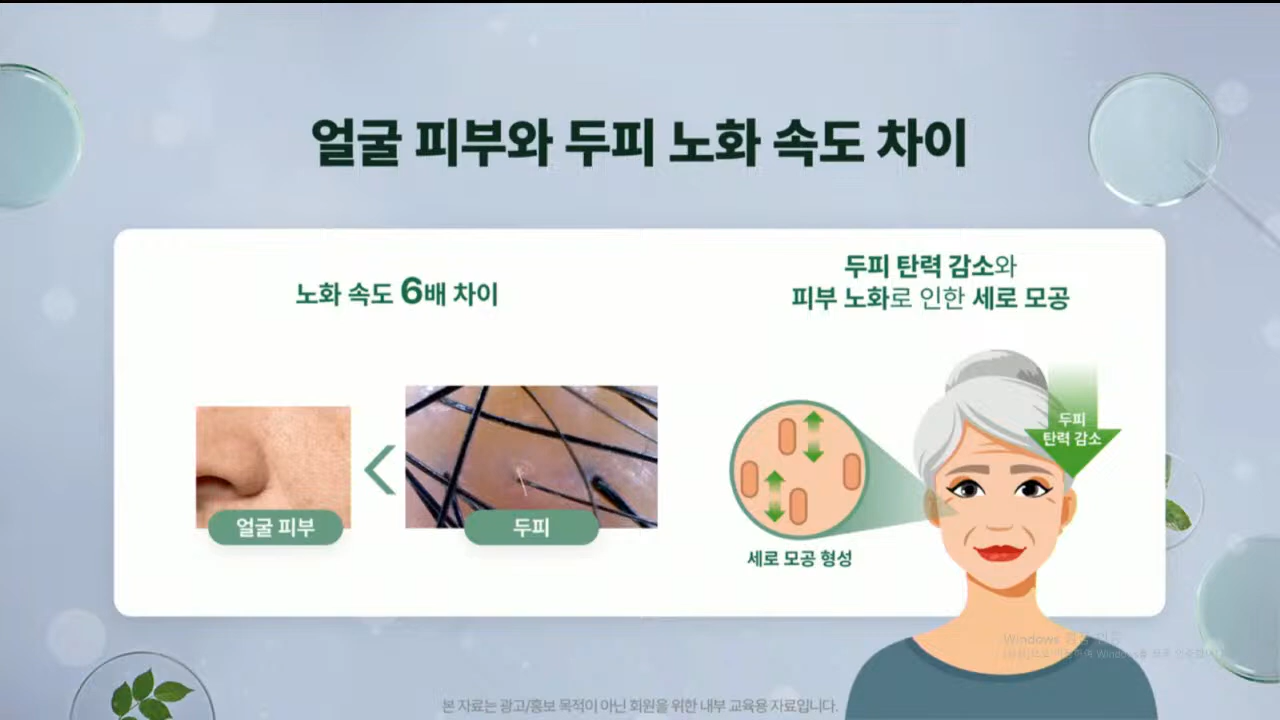 얼굴 피부와 두피 노화 속도 차이
노화 속도 6배 차이
얼굴 피부
두피
두피 탄력 감소와
피부 노화로 인한 세로 모공
두피
탄력 감소
세로 모공 형성
Windows
본 자료는 광고/홍보 목적이 아닌 회원을 위한 내부 교육용 자료입니다.